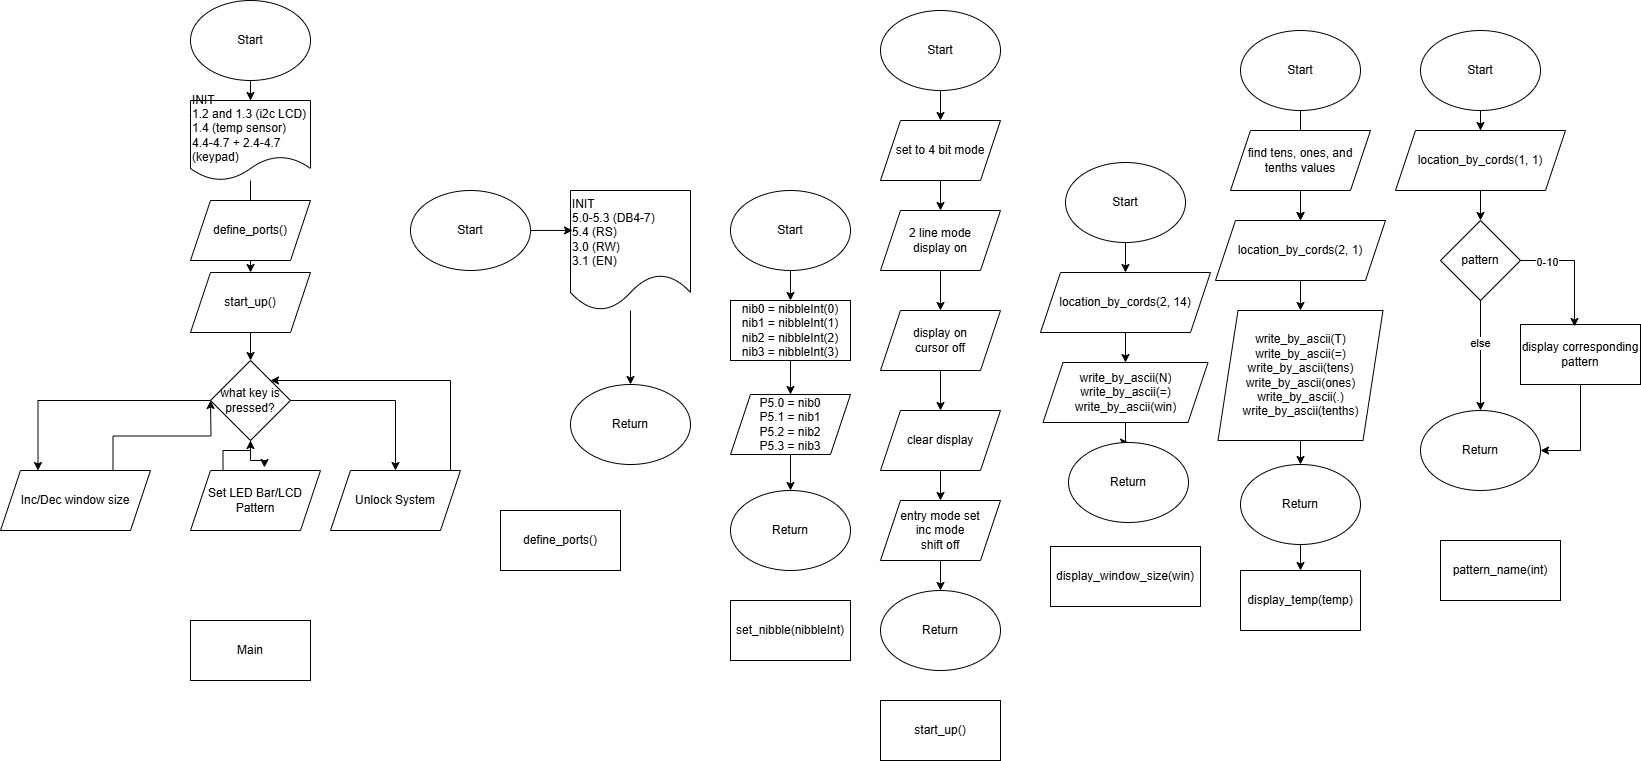 Start
INIT
1.2 and 1.3 (i2c LCD)
1.4 (temp sensor)
4.4-4.7 + 2.4-4.7
(keypad)
define_ports()
start_up()
what key is
pressed?
Inc/Dec window size
Set LED Bar/LCD
Pattern
Unlock System
Main
Start
INIT
5.0-5.3 (DB4-7)
5.4 (RS)
3.0 (RW)
3.1 (EN)
Return
define_ports()
Start
nib0 = nibbleInt(0)
nib1 = nibbleInt(1)
nib2 = nibbleInt(2)
nib3 = nibbleInt(3)
P5.0 = nib0
P5.1 = nib1
P5.2 = nib2
P5.3 = nib3
Return
set_nibble(nibbleInt)
Start
set to 4 bit mode
2 line mode
display on
display on
cursor off
clear display
entry mode set
inc mode
shift off
Return
start_up()
Start
location_by_cords(2, 14)
write_by_ascii(N)
write_by_ascii(=)
write_by_ascii(win)
Return
display_window_size(win)
Start
find tens, ones, and
tenths values
location_by_cords(2, 1)
write_by_ascii(T)
write_by_ascii(=)
write_by_ascii(tens)
write_by_ascii(ones)
write_by_ascii(.)
write_by_ascii(tenths)
Return
display_temp(temp)
Start
location_by_cords(1, 1)
pattern
0-10
else
display corresponding
pattern
Return
pattern_name(int)